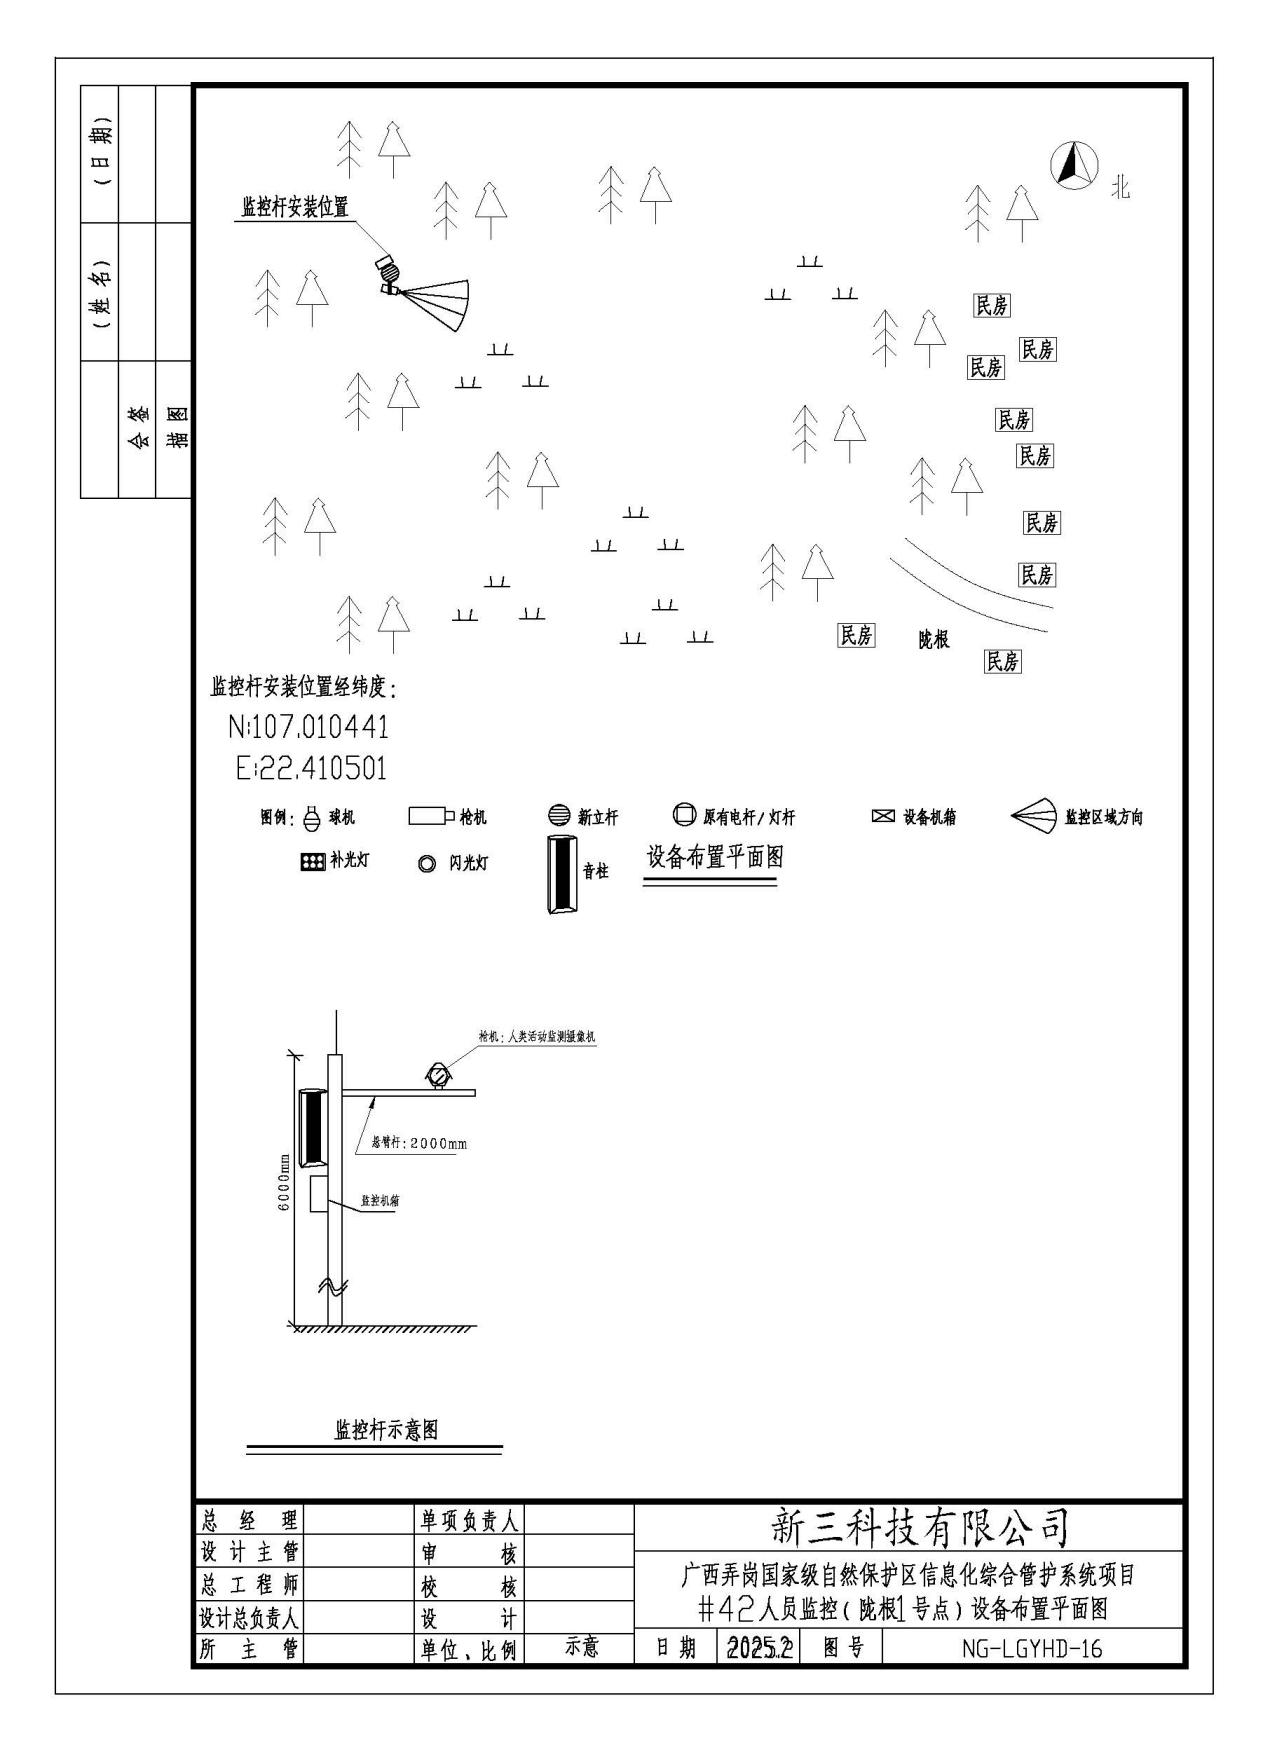 （日 期）
（姓 名）
会 签
描 图
北
监控杆安装位置
民房
民房
民房
民房
民房
民房
民房
民房
陇根
民房
监控杆安装位置经纬度：
N:107.010441
E:22.410501
图例： 球机 枪机 新立杆 原有电杆/灯杆 设备机箱 监控区域方向
补光灯 闪光灯 音柱 设备布置平面图
枪机：人类活动监测摄像机
悬臂杆：2000mm
6000mm
监控机箱
监控杆示意图
总 经 理 单项负责人 新三科技有限公司
设 计 主 管 审 核
总 工 程 师 校 核 广西弄岗国家级自然保护区信息化综合管护系统项目
设计总负责人 设 计 #42人员监控（陇根1号点）设备布置平面图
所 主 管 单位、比例 示意 日 期 2025.2 图 号 NG-LGYHD-16